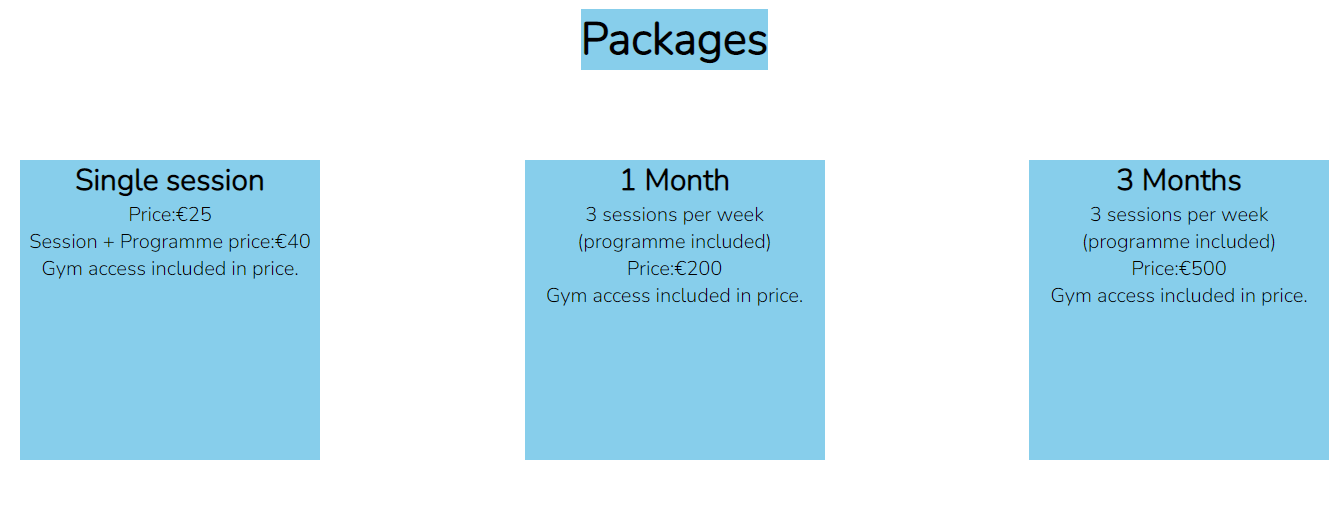 Packages
Single session
Price:€25
Session + Programme price:€40
Gym access included in price.
1 Month
3 sessions per week
(programme included)
Price:€200
Gym access included in price.
3 Months
3 sessions per week
(programme included)
Price:€500
Gym access included in price.